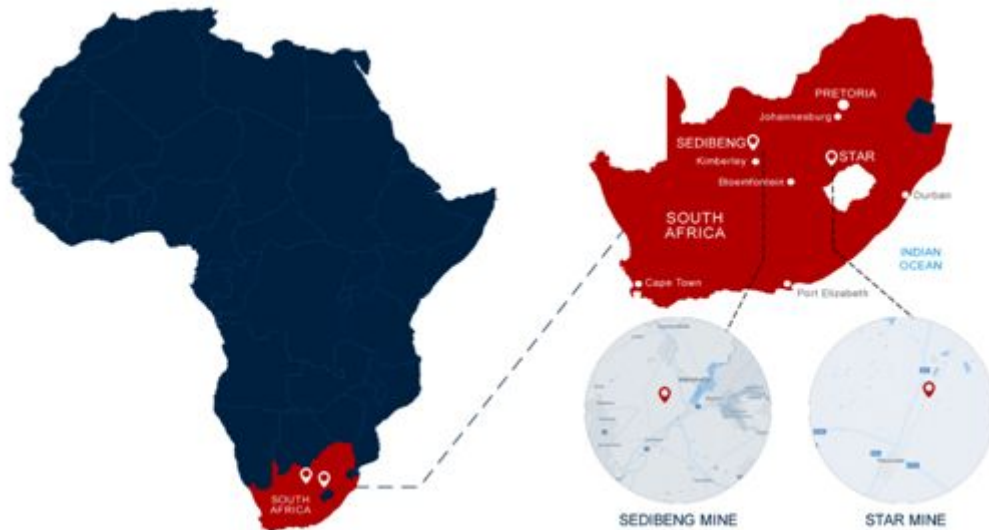 PRETORIA
Johannesburg
SEDIBENG
STAR
Kimberley
Bloemfontein
Durban
SOUTH
AFRICA
INDIAN
OCEAN
Cape Town
Port Elizabeth
SOUTH
AFRICA
SEDIBENG MINE
STAR MINE